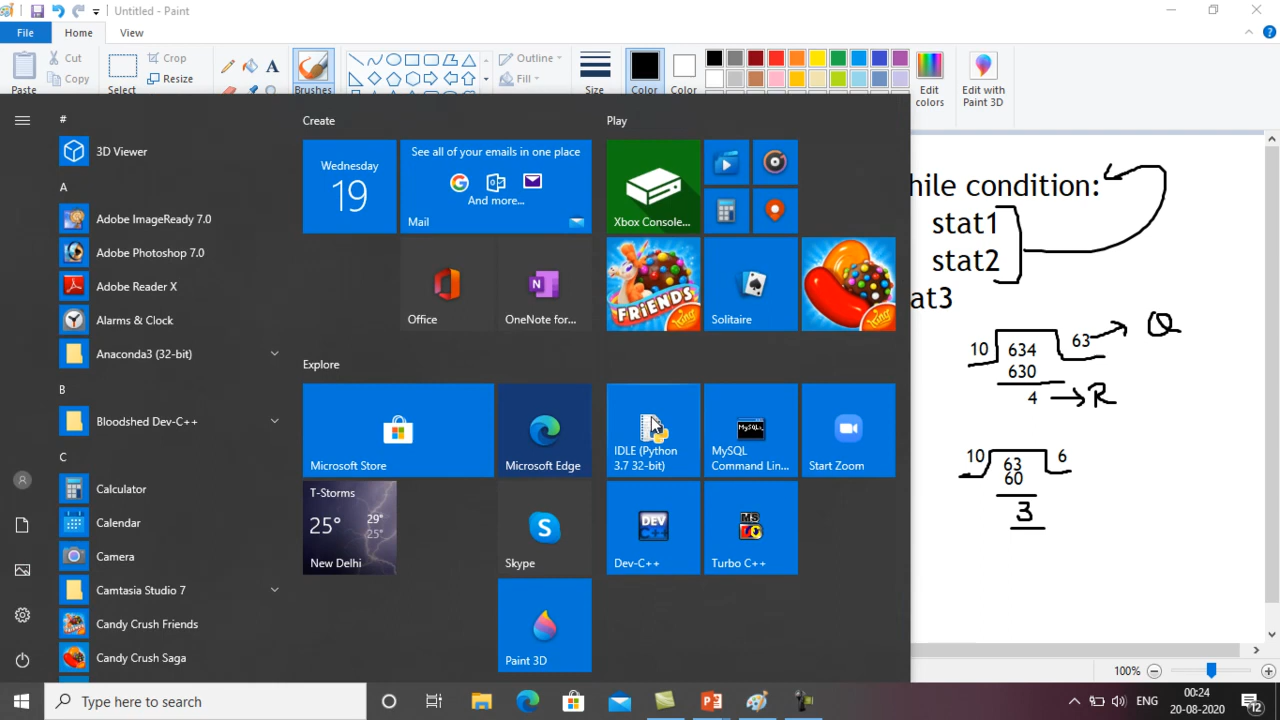 Untitled - Paint
File
Home
View
Paste
Cut
Copy
Select
Crop
Resize
Brushes
Outline
Fill
Size
Color
Color
Edit
colors
Edit with
Paint 3D
#
3D Viewer
A
Adobe ImageReady 7.0
Adobe Photoshop 7.0
Adobe Reader X
Alarms & Clock
Anaconda3 (32-bit)
B
Bloodshed Dev-C++
C
Calculator
Calendar
Camera
Camtasia Studio 7
Candy Crush Friends
Candy Crush Saga
Create
Wednesday
19
See all of your emails in one place
And more...
Mail
Office
OneNote for...
Explore
Microsoft Store
Microsoft Edge
T-Storms
25° 29°
25°
New Delhi
Skype
Paint 3D
Play
Xbox Console...
FRIENDS
King
Solitaire
King
IDLE (Python
3.7 32-bit)
MySQL
MySQL
Command Lin...
Start Zoom
DEV
C++
Dev-C++
MS
Turbo C++
hile condition:
stat1
stat2
at3
10 634 63 Q
630
4 R
10 63 6
60
3
100%
Type here to search
ENG
00:24
20-08-2020
12